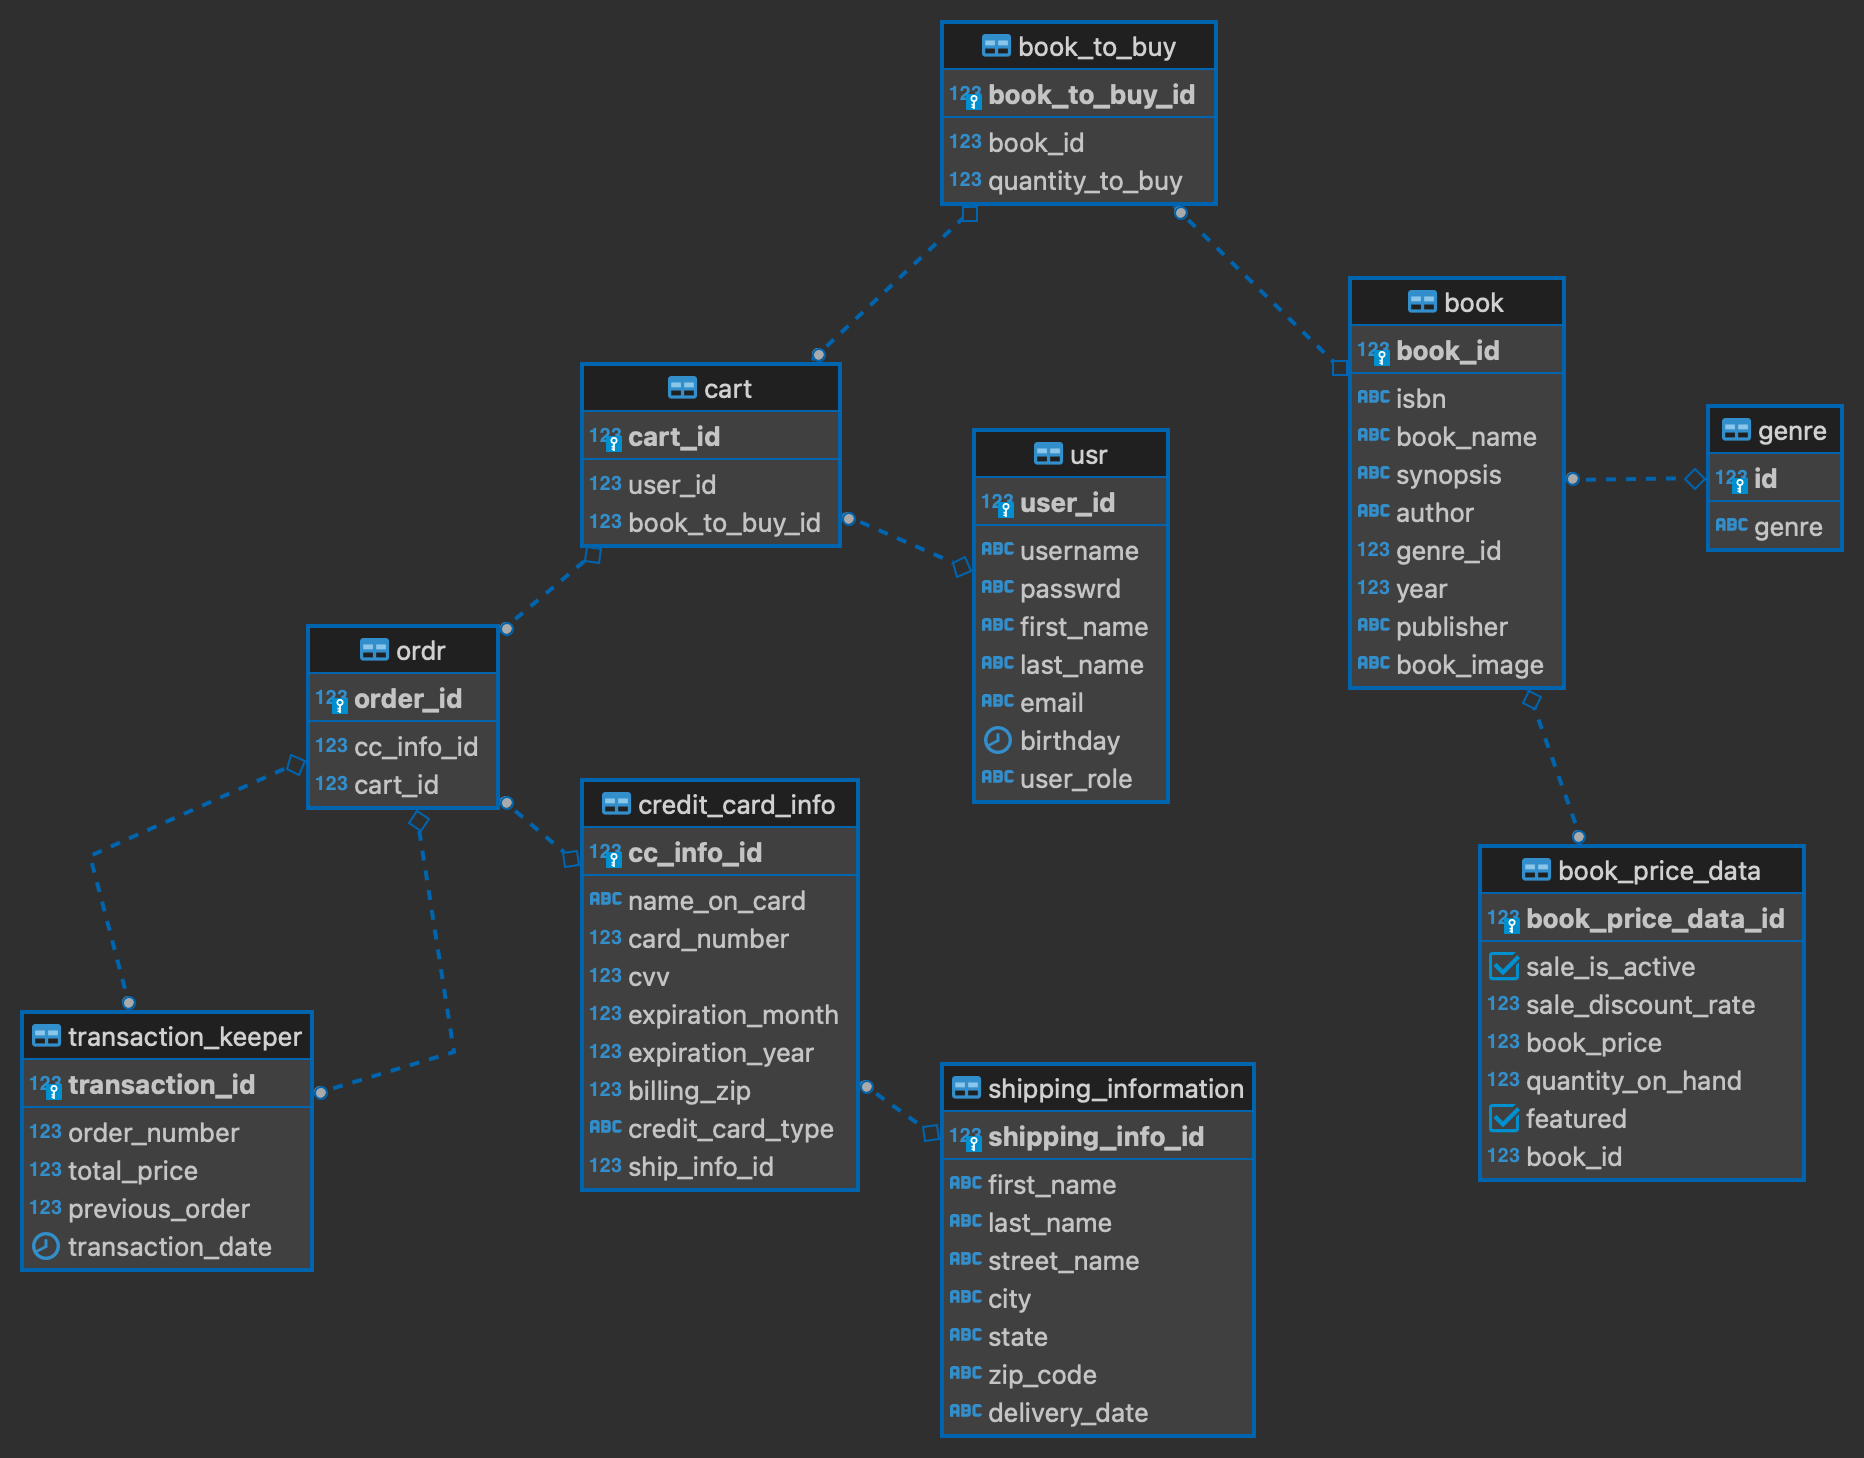 book_to_buy
123 book_to_buy_id
123 book_id
123 quantity_to_buy
book
123 book_id
ABC isbn
ABC book_name
ABC synopsis
ABC author
123 genre_id
123 year
ABC publisher
ABC book_image
genre
123 id
ABC genre
cart
123 cart_id
123 user_id
123 book_to_buy_id
usr
123 user_id
ABC username
ABC passwrd
ABC first_name
ABC last_name
ABC email
birthday
ABC user_role
ordr
123 order_id
123 cc_info_id
123 cart_id
credit_card_info
123 cc_info_id
ABC name_on_card
123 card_number
123 cvv
123 expiration_month
123 expiration_year
123 billing_zip
ABC credit_card_type
123 ship_info_id
book_price_data
123 book_price_data_id
sale_is_active
123 sale_discount_rate
123 book_price
123 quantity_on_hand
featured
123 book_id
transaction_keeper
123 transaction_id
123 order_number
123 total_price
123 previous_order
transaction_date
shipping_information
123 shipping_info_id
ABC first_name
ABC last_name
ABC street_name
ABC city
ABC state
ABC zip_code
ABC delivery_date